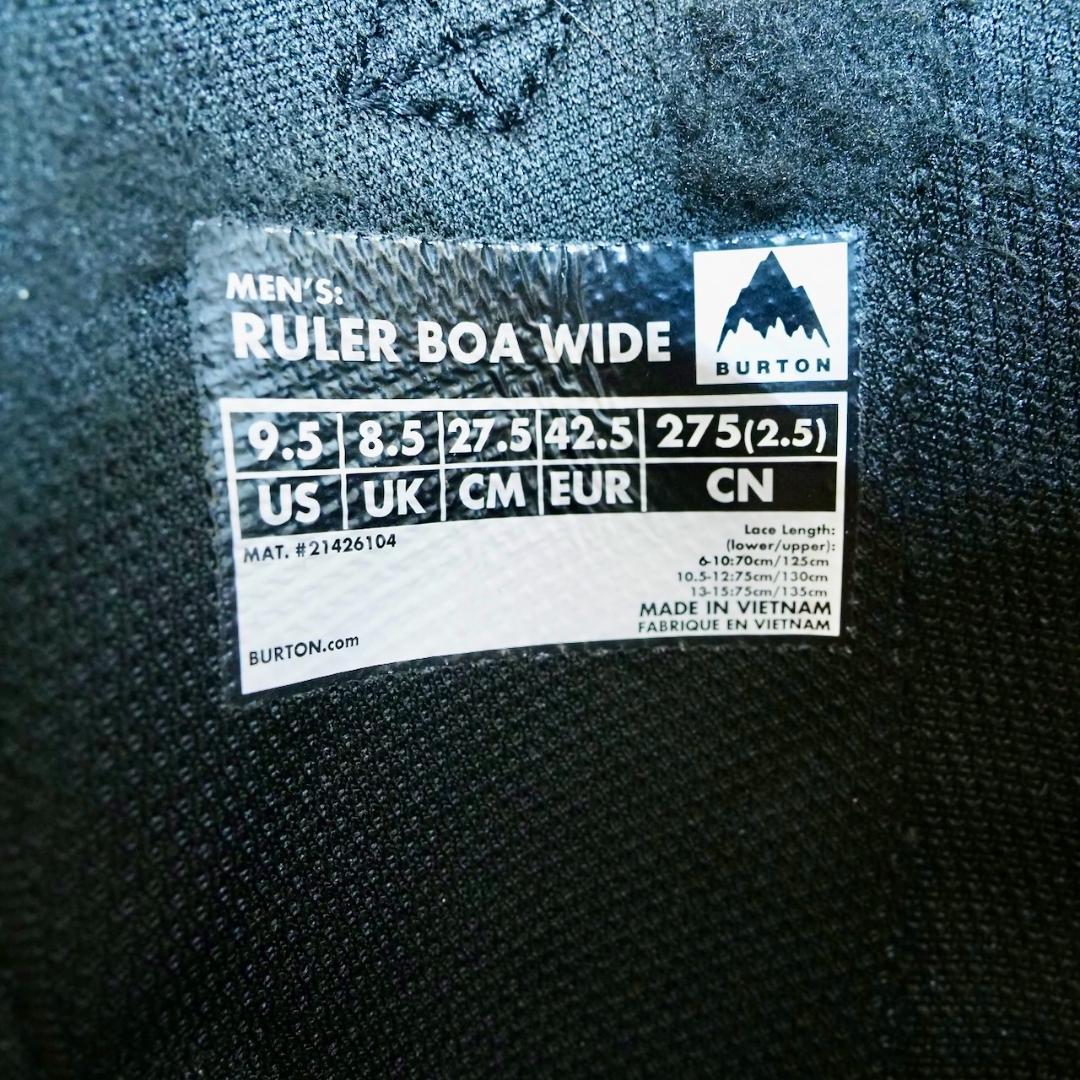 MEN'S:
RULER BOA WIDE
BURTON
9.5 8.5 27.5 42.5 275(2.5)
US UK CM EUR CN
MAT. #21426104
Lace Length:
(lower/upper):
6-10:70cm/125cm
10.5-12:75cm/130cm
13-15:75cm/135cm
MADE IN VIETNAM
FABRIQUE EN VIETNAM
BURTON.com